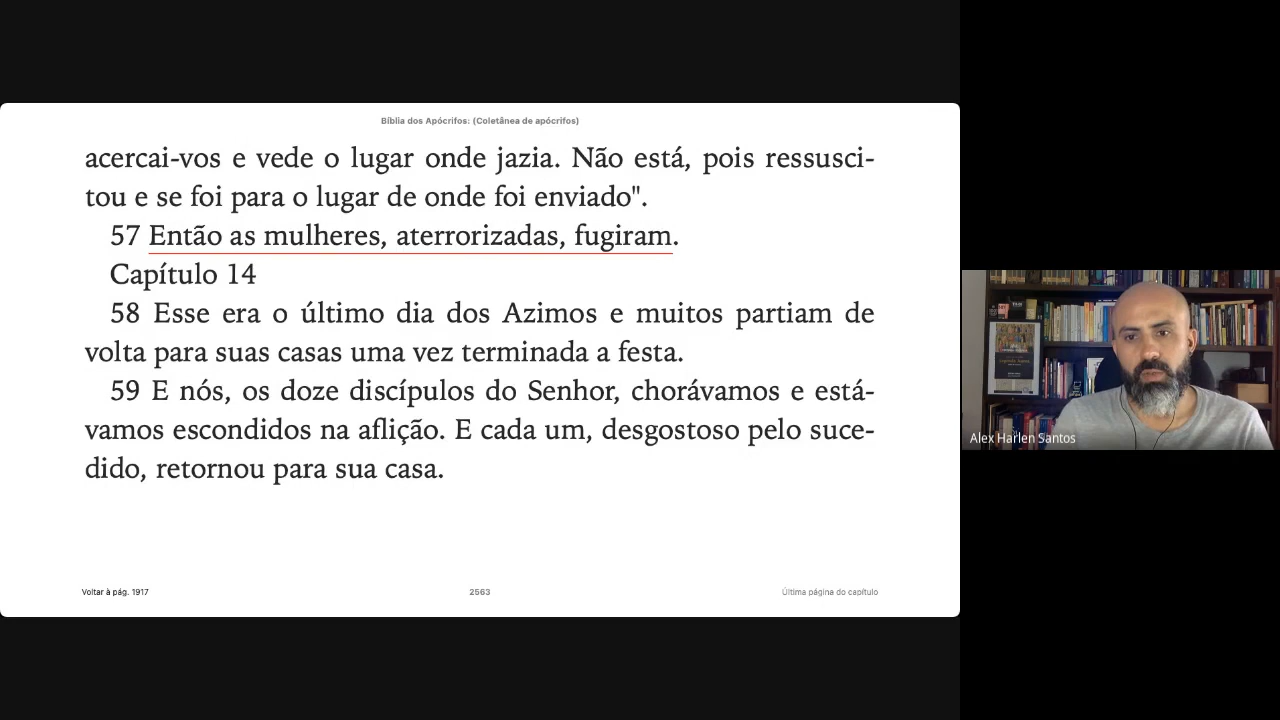 Bíblia dos Apócrifos: (Coletânea de apócrifos)
acercai-vos e vede o lugar onde jazia. Não está, pois ressusci-
tou e se foi para o lugar de onde foi enviado".
57 Então as mulheres, aterrorizadas, fugiram.
Capítulo 14
58 Esse era o último dia dos Azimos e muitos partiam de
volta para suas casas uma vez terminada a festa.
59 E nós, os doze discípulos do Senhor, chorávamos e está-
vamos escondidos na aflição. E cada um, desgostoso pelo suce-
dido, retornou para sua casa.
Voltar à pág. 1917
2563
Última página do capítulo
Alex Harlen Santos